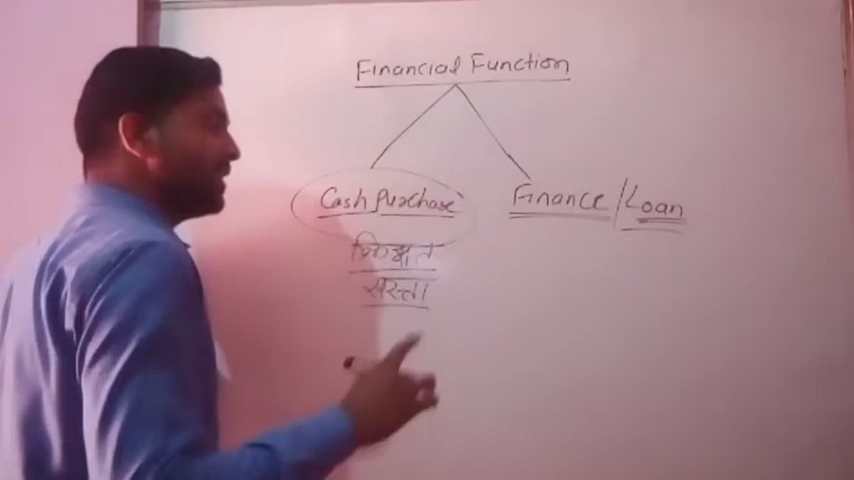 Financial Function
Cash Purchase
Finance/Loan
सस्ता